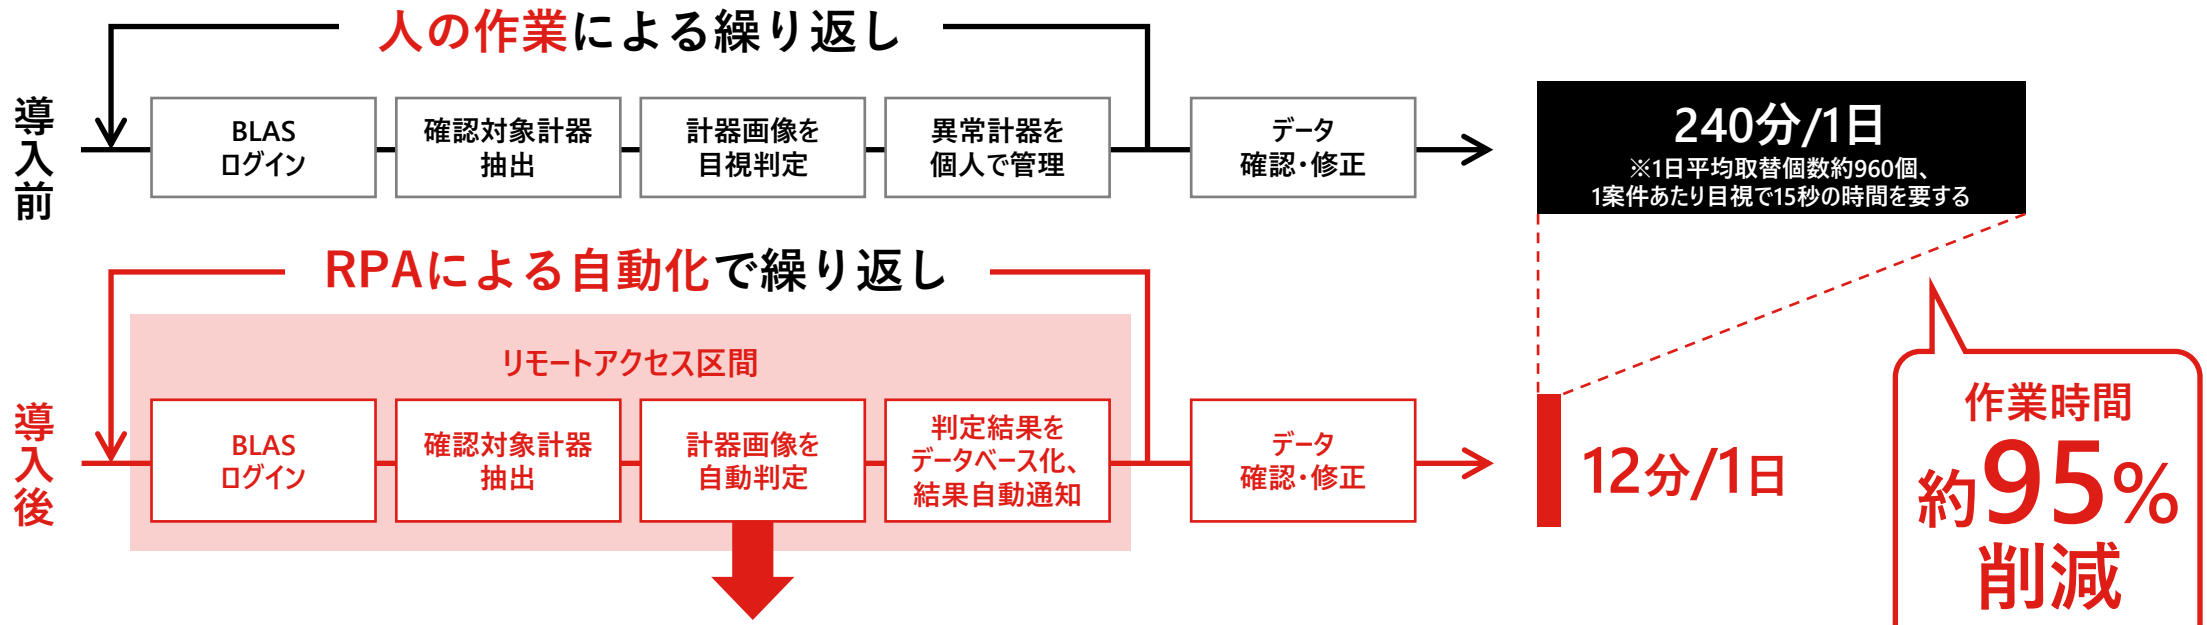 人の作業による繰り返し
導入前
BLAS
ログイン
確認対象計器
抽出
計器画像を
目視判定
異常計器を
個人で管理
データ
確認・修正
240分/1日
※1日平均取替個数約960個、
1案件あたり目視で15秒の時間を要する
RPAによる自動化で繰り返し
リモートアクセス区間
導入後
BLAS
ログイン
確認対象計器
抽出
計器画像を
自動判定
判定結果を
データベース化、
結果自動通知
データ
確認・修正
12分/1日
作業時間
約95%
削減